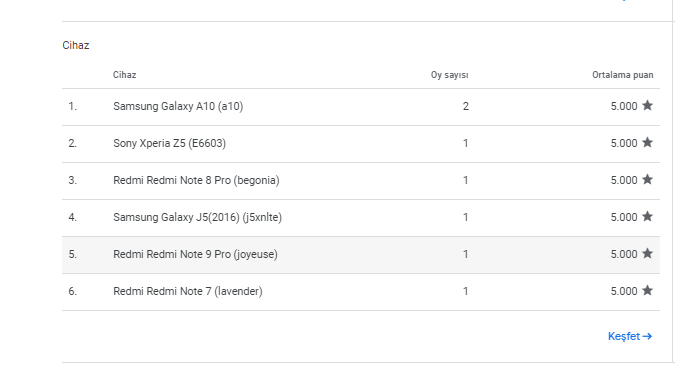 Cihaz
Cihaz Oy sayısı Ortalama puan
1. Samsung Galaxy A10 (a10) 2 5.000 ★
2. Sony Xperia Z5 (E6603) 1 5.000 ★
3. Redmi Redmi Note 8 Pro (begonia) 1 5.000 ★
4. Samsung Galaxy J5(2016) (j5xnlte) 1 5.000 ★
5. Redmi Redmi Note 9 Pro (joyeuse) 1 5.000 ★
6. Redmi Redmi Note 7 (lavender) 1 5.000 ★
Keşfet →